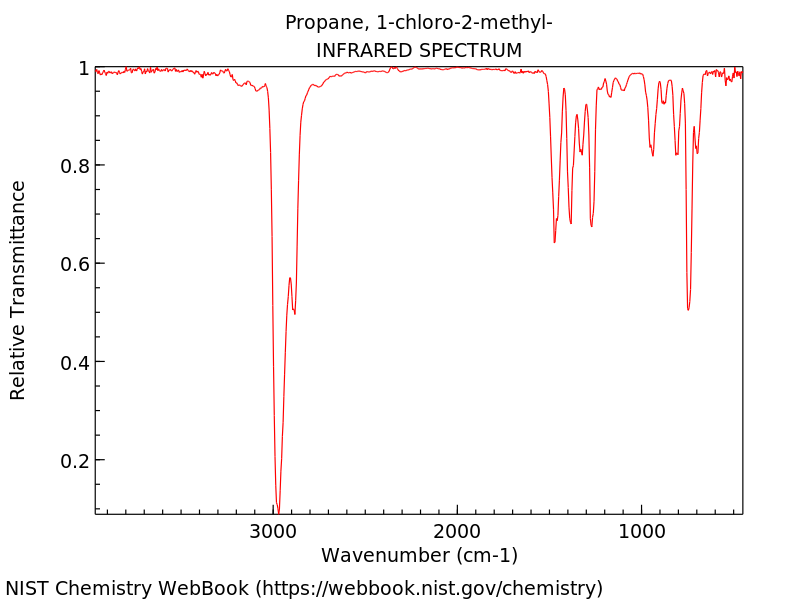 Propane, 1-chloro-2-methyl-
INFRARED SPECTRUM
1
0.8
0.6
0.4
0.2
Relative Transmittance
3000 2000 1000
Wavenumber (cm-1)
NIST Chemistry WebBook (https://webbook.nist.gov/chemistry)